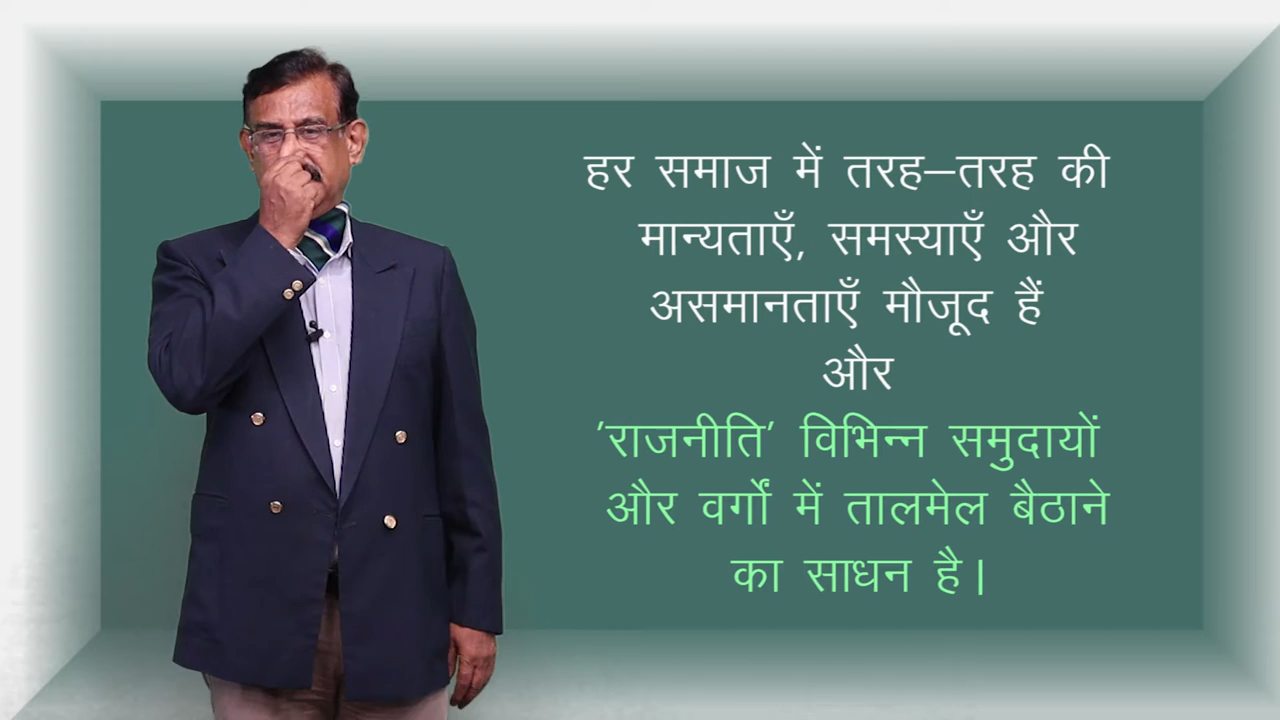 हर समाज में तरह–तरह की
मान्यताएँ, समस्याएँ और
असमानताएँ मौजूद हैं
और
'राजनीति' विभिन्न समुदायों
और वर्गों में तालमेल बैठाने
का साधन है।